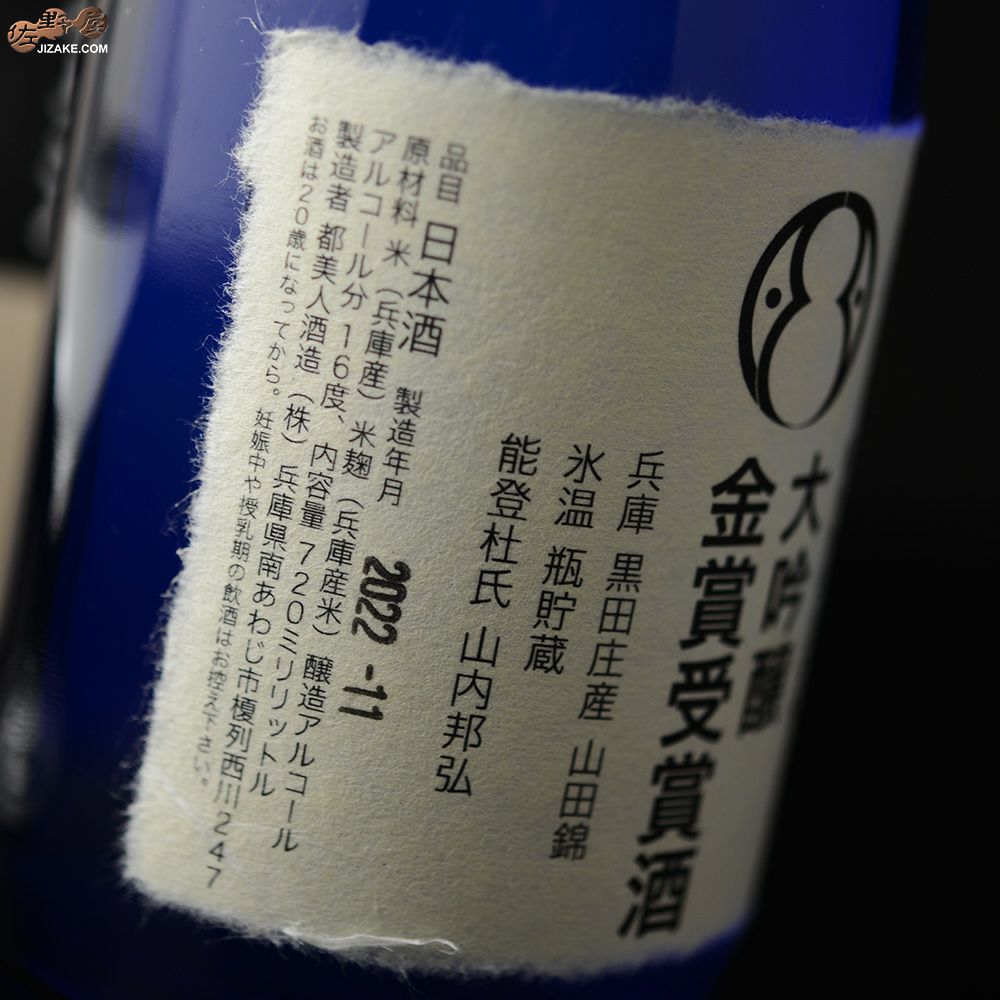 佐野屋
JIZAKE.COM
大吟醸
金賞受賞酒
兵庫 黒田庄産 山田錦
氷温 瓶貯蔵
能登杜氏 山内邦弘
品目 日本酒 製造年月 2022-11
原材料 米（兵庫産）米麹（兵庫産米）醸造アルコール
アルコール分 16度、内容量 720ミリリットル
製造者 都美人酒造（株）兵庫県南あわじ市榎列西川247
お酒は20歳になってから。妊娠中や授乳期の飲酒はお控え下さい。